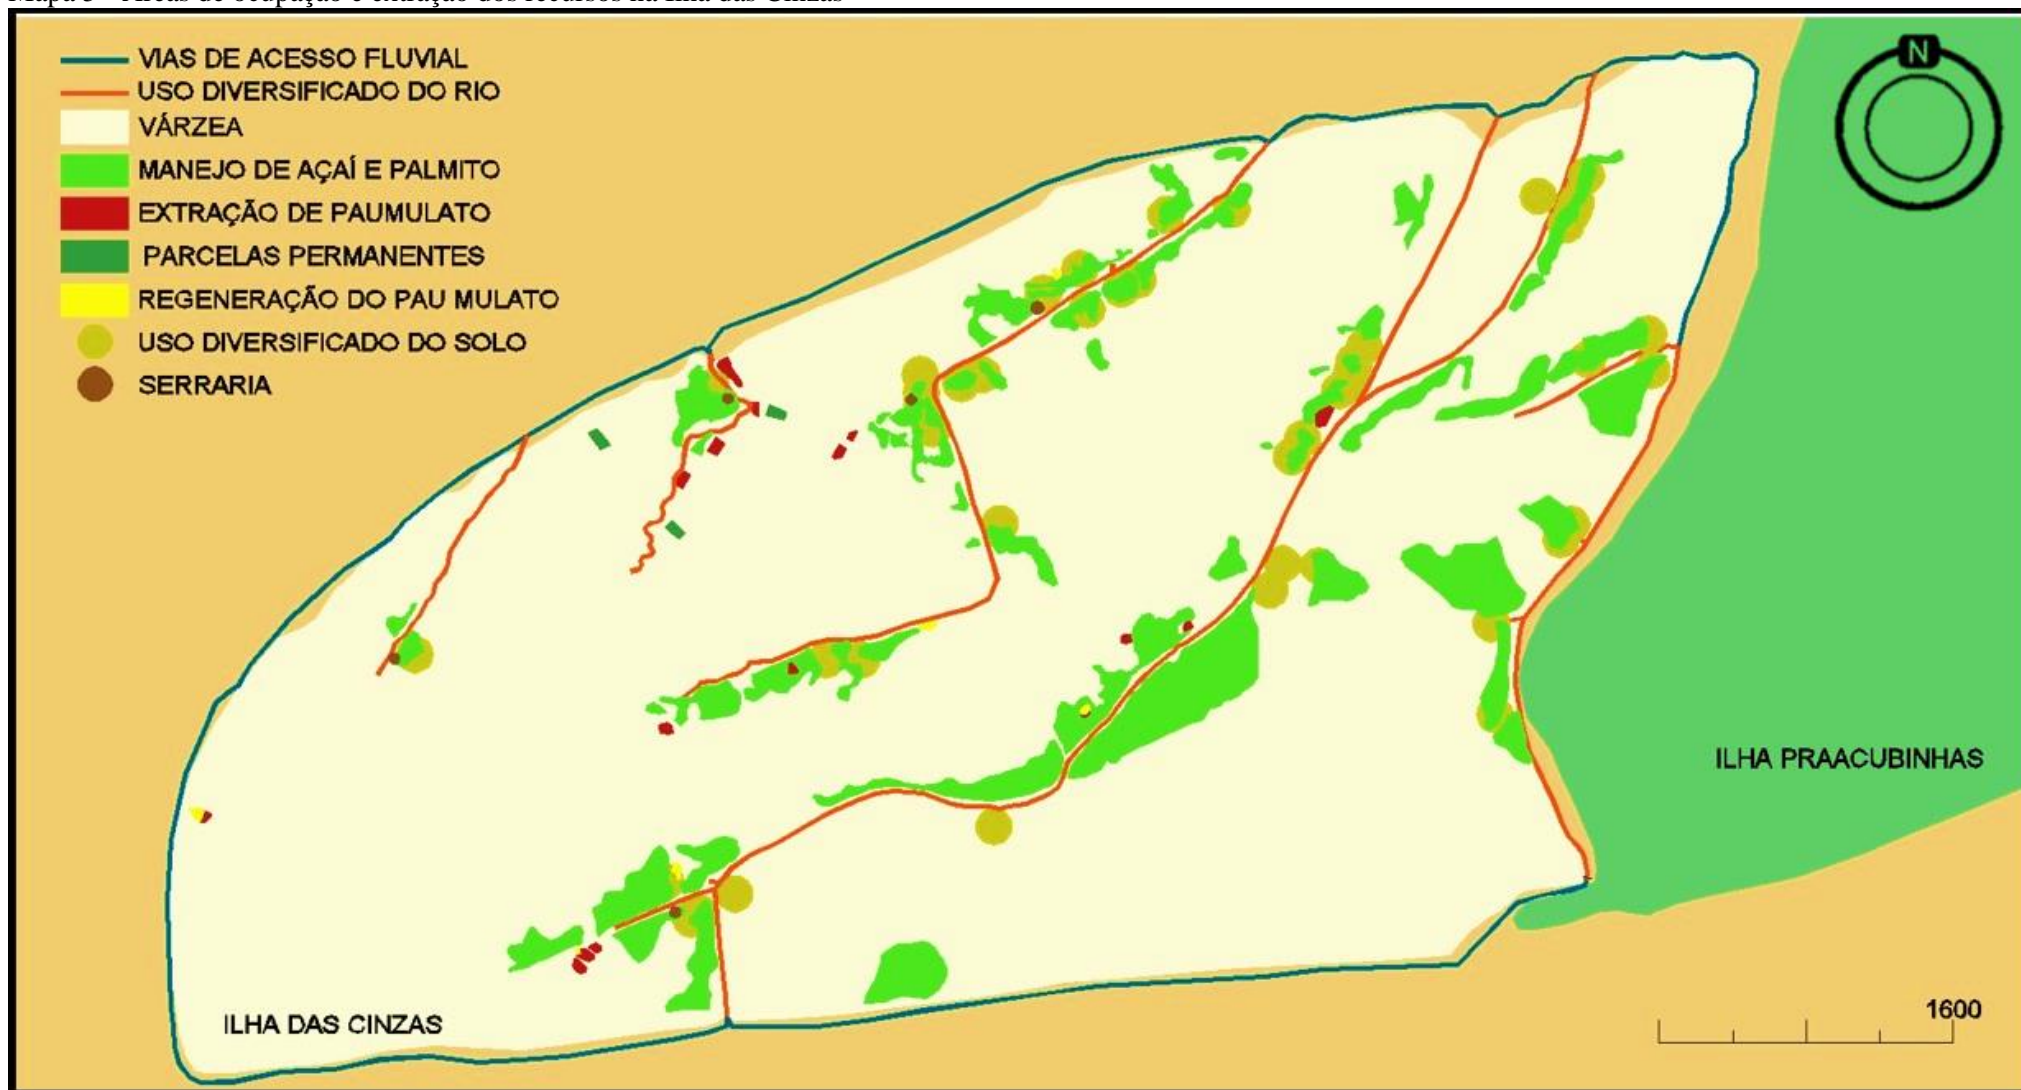 VIAS DE ACESSO FLUVIAL
USO DIVERSIFICADO DO RIO
VÁRZEA
MANEJO DE AÇAÍ E PALMITO
EXTRAÇÃO DE PAUMULATO
PARCELAS PERMANENTES
REGENERAÇÃO DO PAU MULATO
USO DIVERSIFICADO DO SOLO
SERRARIA
N
ILHA PRAACUBINHAS
ILHA DAS CINZAS
1600